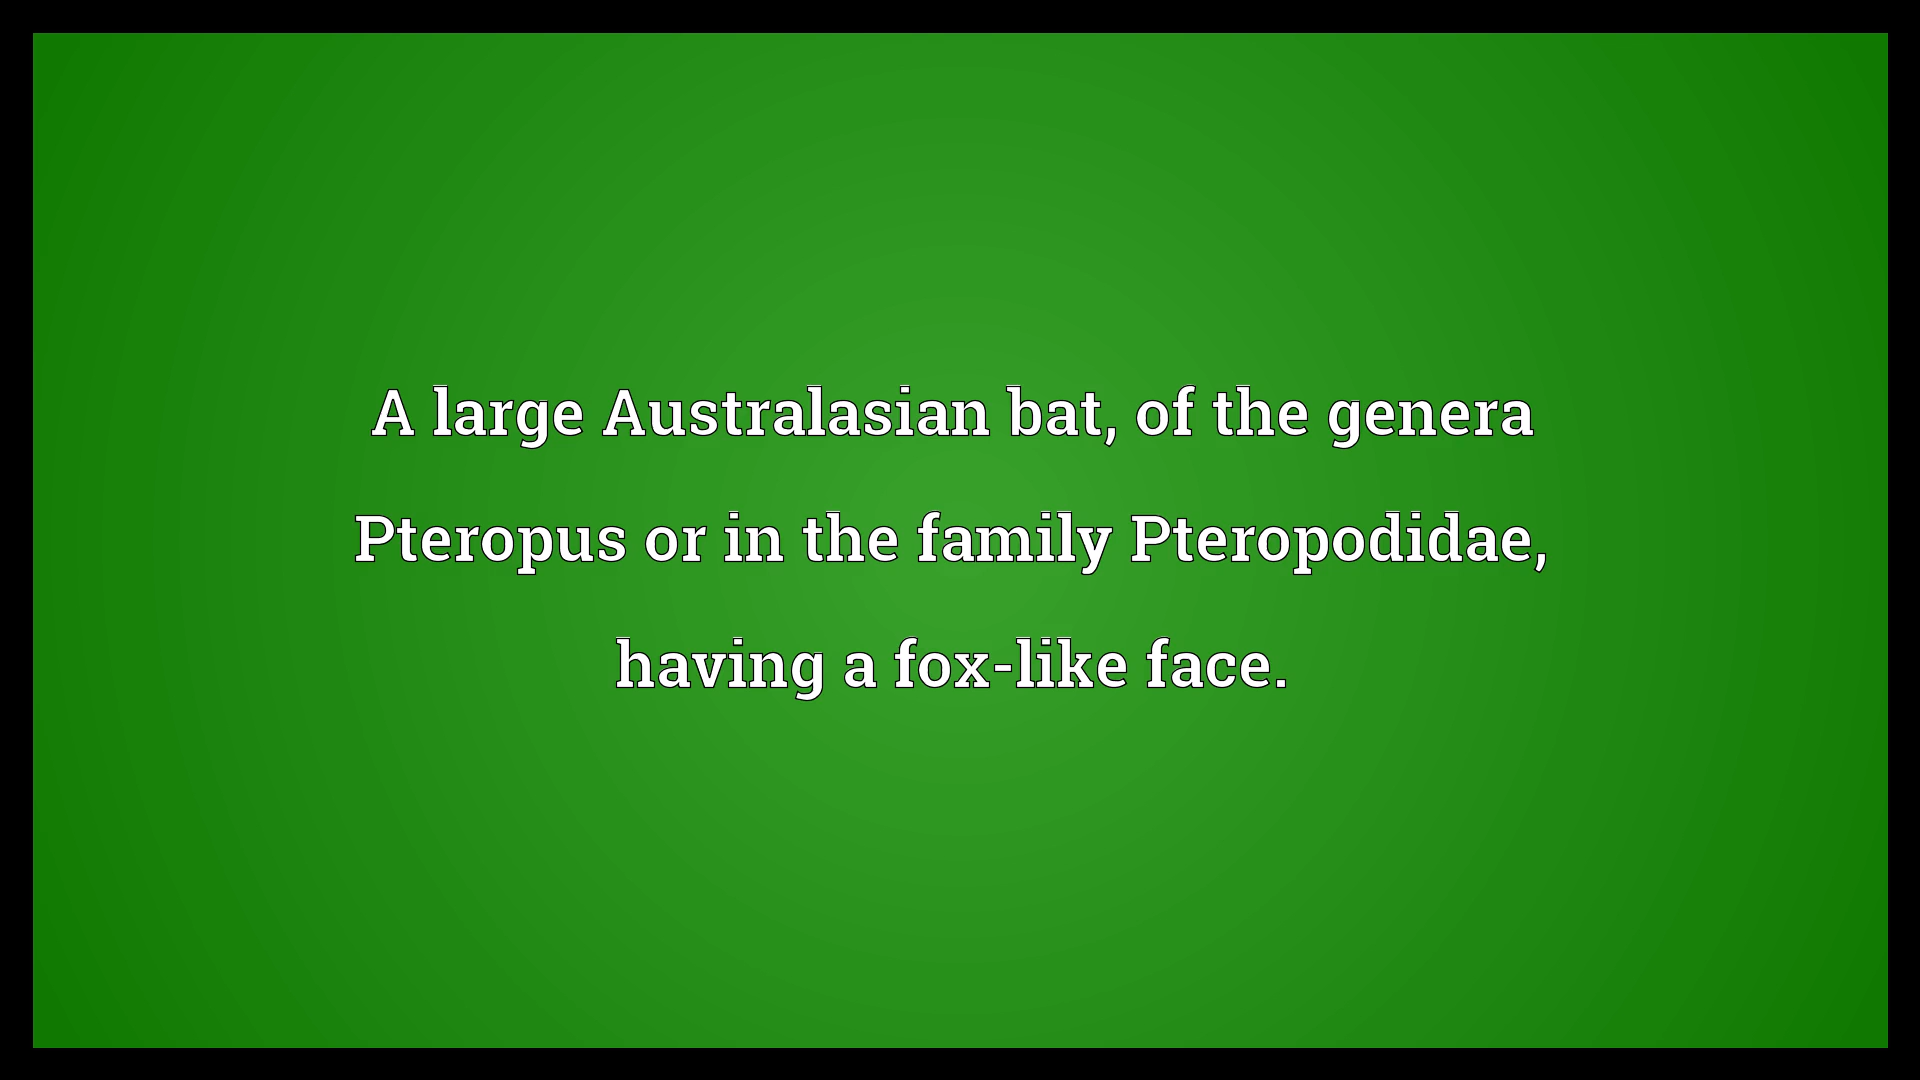 A large Australasian bat, of the genera
Pteropus or in the family Pteropodidae,
having a fox-like face.